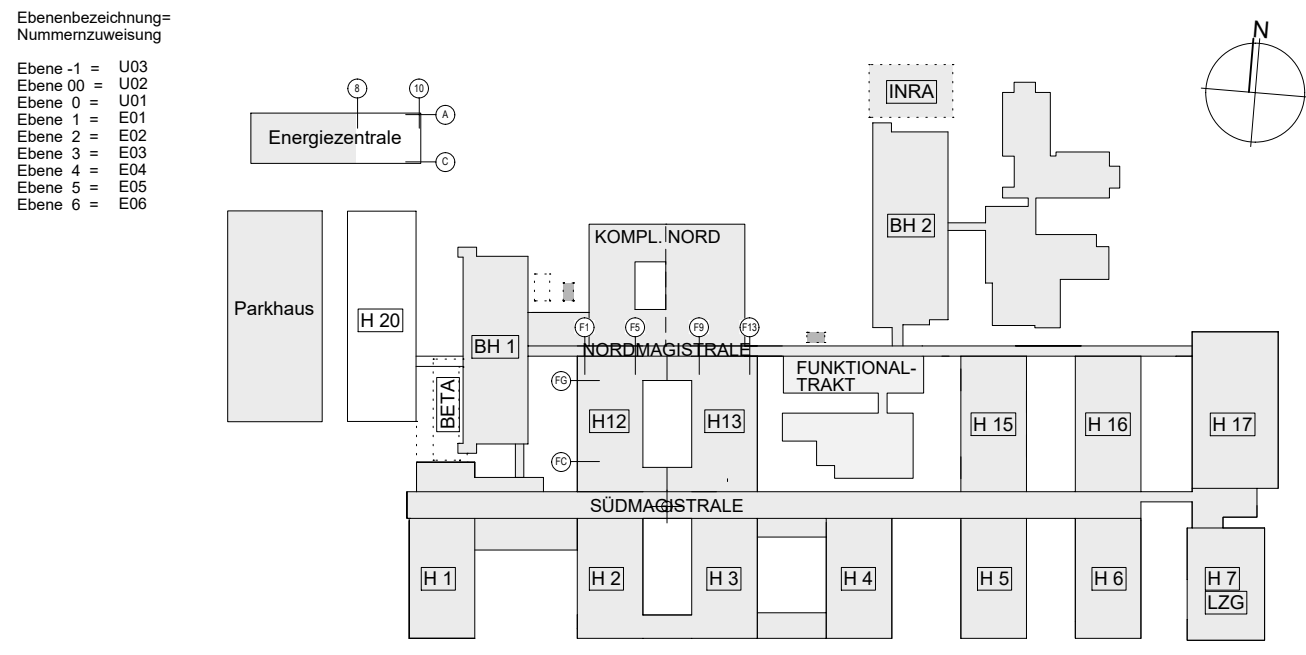 Ebenenbezeichnung=
Nummernzuweisung
Ebene -1 = U03
Ebene 00 = U02
Ebene 0 = U01
Ebene 1 = E01
Ebene 2 = E02
Ebene 3 = E03
Ebene 4 = E04
Ebene 5 = E05
Ebene 6 = E06
N
8
10
A
C
Energiezentrale
INRA
BH 2
KOMPL. NORD
Parkhaus
H 20
BH 1
F1
F5
F9
F13
NORDMAGISTRALE
FUNKTIONAL-
TRAKT
FG
BETA
H12
H13
H 15
H 16
H 17
FC
SÜDMAGISTRALE
H 1
H 2
H 3
H 4
H 5
H 6
H 7
LZG